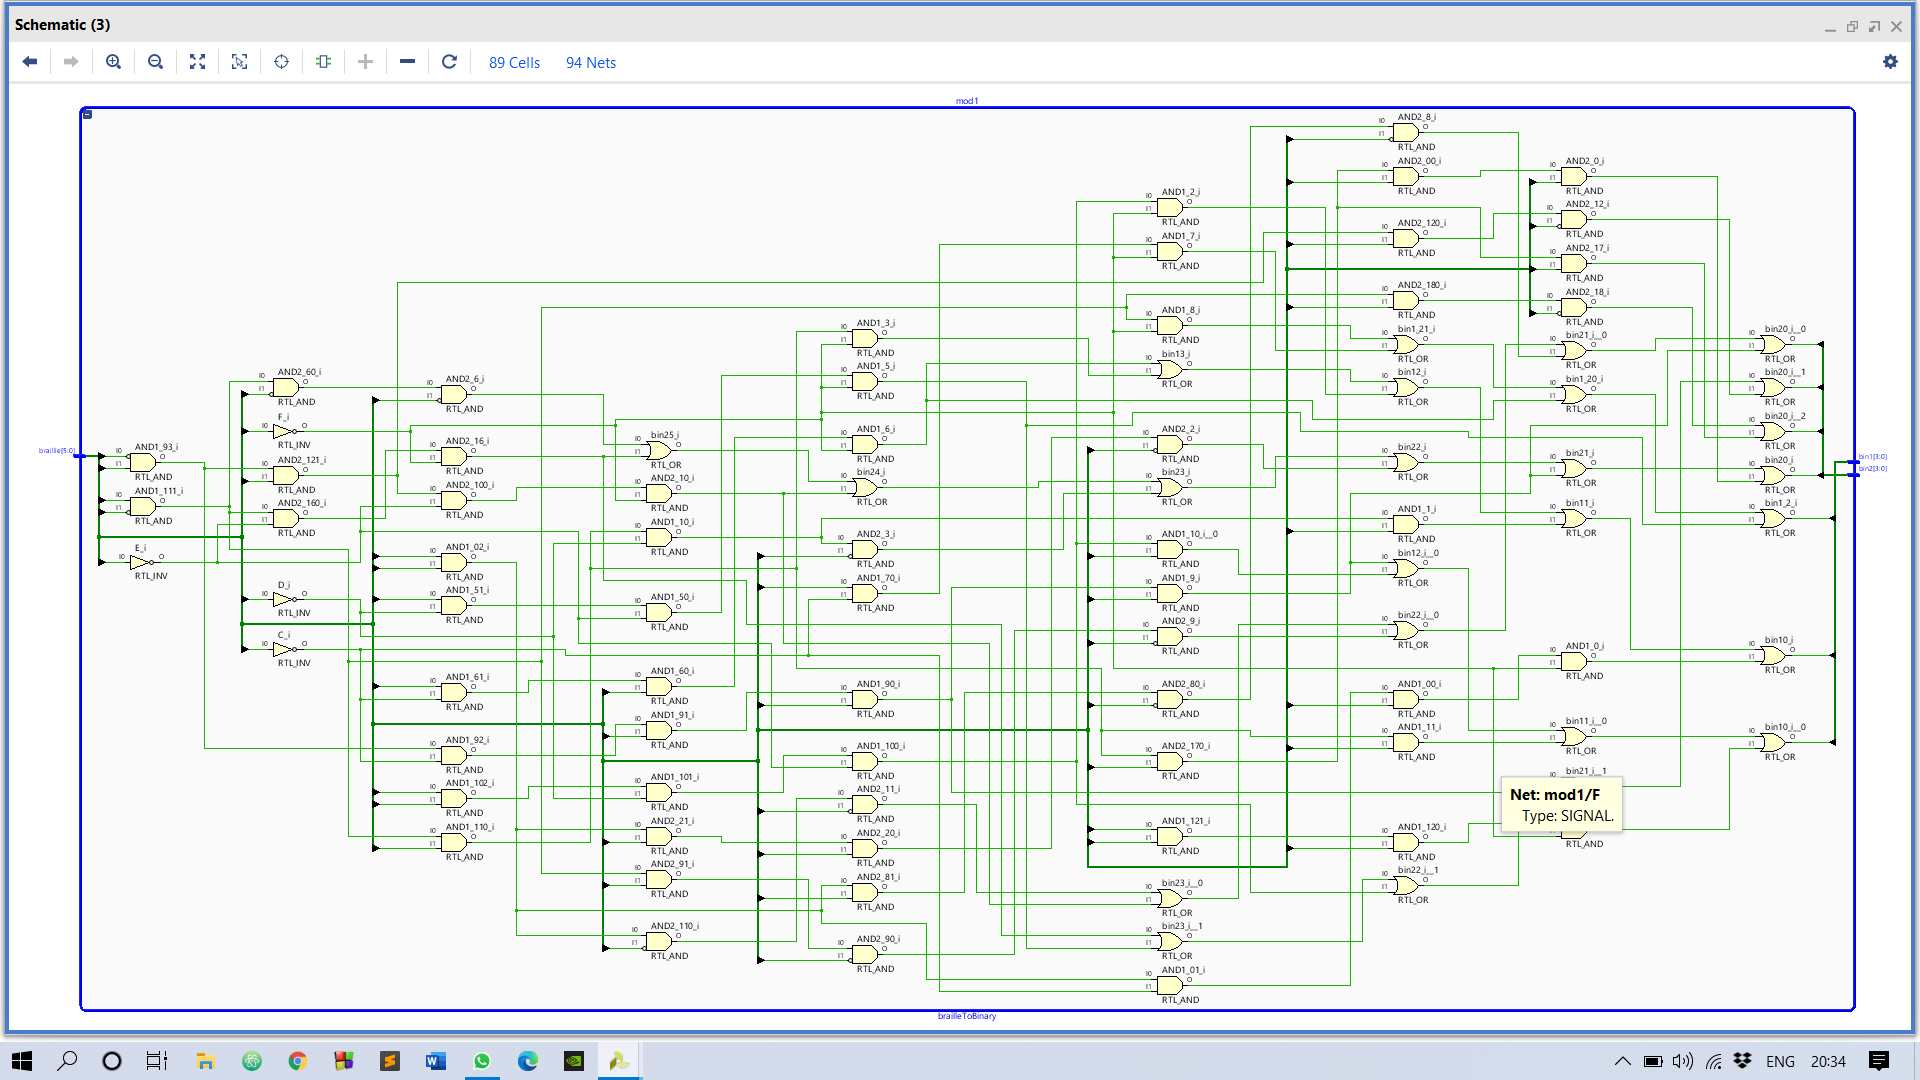 Schematic (3)
89 Cells
94 Nets
mod1
AND2_8_i
RTL_AND
AND2_00_i
RTL_AND
AND2_0_i
RTL_AND
AND1_2_i
RTL_AND
AND2_12_i
RTL_AND
AND2_120_i
RTL_AND
AND1_7_i
RTL_AND
AND2_17_i
RTL_AND
AND2_180_i
RTL_AND
AND2_18_i
RTL_AND
AND1_3_i
RTL_AND
AND1_8_i
RTL_AND
bin1_21_i
RTL_OR
bin21_i__0
RTL_OR
bin20_i__0
RTL_OR
AND2_60_i
RTL_AND
AND2_6_i
RTL_AND
AND1_5_i
RTL_AND
bin13_i
RTL_OR
bin12_i
RTL_OR
bin1_20_i
RTL_OR
bin20_i__1
RTL_OR
F_i
RTL_INV
bin20_i__2
RTL_OR
braillei[5:0]
AND1_93_i
RTL_AND
AND2_121_i
RTL_AND
AND2_16_i
RTL_AND
bin25_i
RTL_OR
AND1_6_i
RTL_AND
AND2_2_i
RTL_AND
bin22_i
RTL_OR
bin21_i
RTL_OR
bin20_i
RTL_OR
bin1[3:0]
bin2[3:0]
AND1_111_i
RTL_AND
AND2_160_i
RTL_AND
AND2_100_i
RTL_AND
AND2_10_i
RTL_AND
bin24_i
RTL_OR
bin23_i
RTL_OR
AND1_1_i
RTL_AND
bin11_i
RTL_OR
bin1_2_i
RTL_OR
E_i
RTL_INV
AND1_02_i
RTL_AND
AND1_10_i
RTL_AND
AND2_3_i
RTL_AND
AND1_10_i__0
RTL_AND
bin12_i__0
RTL_OR
D_i
RTL_INV
AND1_51_i
RTL_AND
AND1_50_i
RTL_AND
AND1_70_i
RTL_AND
AND1_9_i
RTL_AND
C_i
RTL_INV
AND2_9_i
RTL_AND
bin22_i__0
RTL_OR
AND1_0_i
RTL_AND
bin10_i
RTL_OR
AND1_61_i
RTL_AND
AND1_60_i
RTL_AND
AND1_90_i
RTL_AND
AND2_80_i
RTL_AND
AND1_00_i
RTL_AND
AND1_92_i
RTL_AND
AND1_91_i
RTL_AND
AND1_100_i
RTL_AND
AND2_170_i
RTL_AND
AND1_11_i
RTL_AND
bin11_i__0
RTL_OR
bin10_i__0
RTL_OR
AND1_102_i
RTL_AND
AND1_101_i
RTL_AND
AND2_11_i
RTL_AND
bin21_i__1
Net: mod1/F
Type: SIGNAL.
RTL_AND
AND1_110_i
RTL_AND
AND2_21_i
RTL_AND
AND2_20_i
RTL_AND
AND1_121_i
RTL_AND
AND1_120_i
RTL_AND
AND2_91_i
RTL_AND
AND2_81_i
RTL_AND
bin23_i__0
RTL_OR
bin22_i__1
RTL_OR
AND2_110_i
RTL_AND
AND2_90_i
RTL_AND
bin23_i__1
RTL_OR
AND1_01_i
RTL_AND
brailleToBinary
ENG
20:34